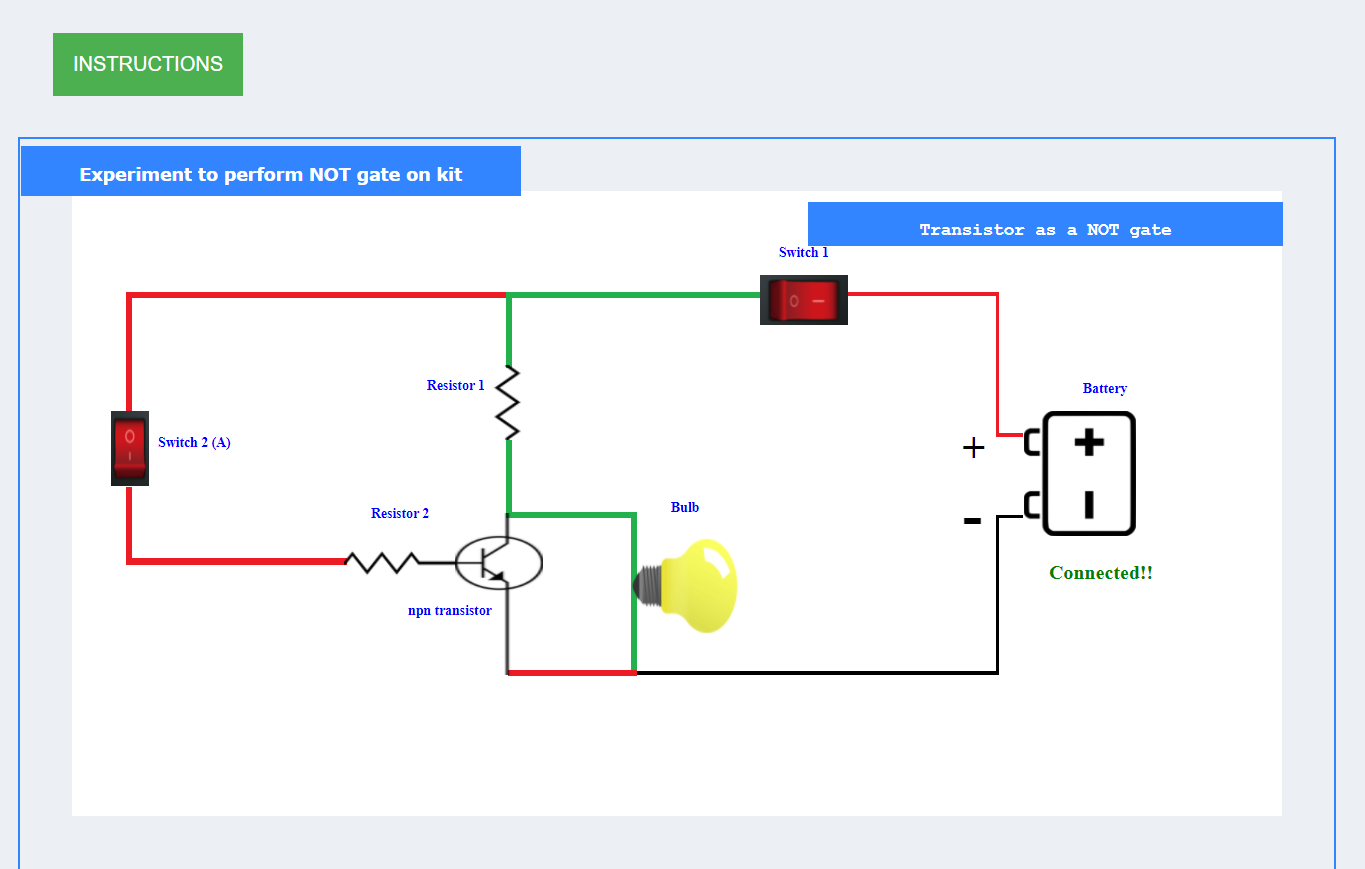 INSTRUCTIONS
Experiment to perform NOT gate on kit
Transistor as a NOT gate
Switch 1
Resistor 1
Battery
Switch 2 (A)
+
-
Resistor 2
Bulb
Connected!!
npn transistor